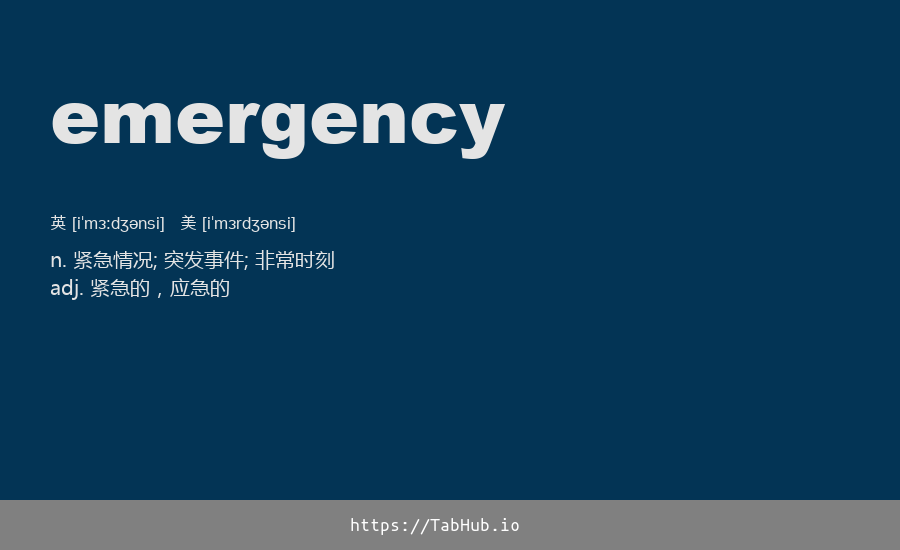 emergency
英 [iˈmɜːdʒənsi] 美 [iˈmɜrdʒənsi]
n. 紧急情况; 突发事件; 非常时刻
adj. 紧急的，应急的
https://TabHub.io